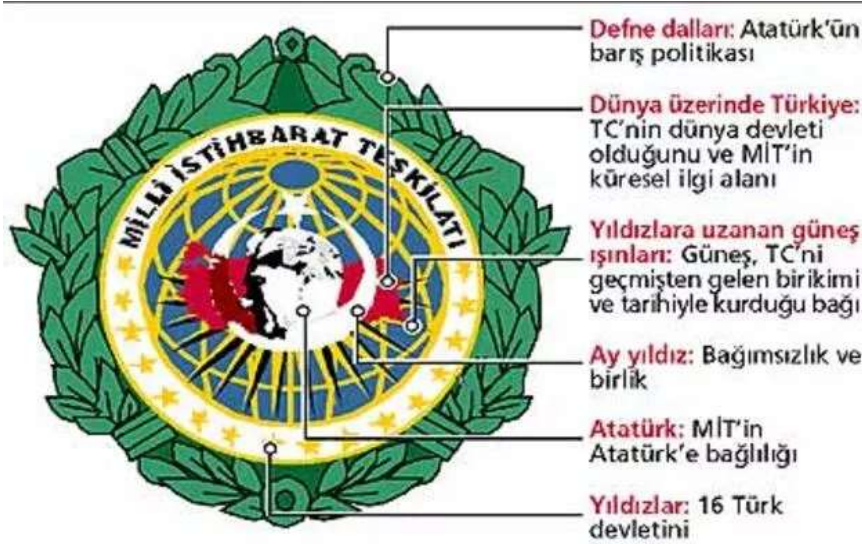 MİLLİ İSTİHBARAT TEŞKİLATI
Defne dalları: Atatürk'ün
barış politikası
Dünya üzerinde Türkiye:
TC'nin dünya devleti
olduğunu ve MİT'in
küresel ilgi alanı
Yıldızlara uzanan güneş
ışınları: Güneş, TC'ni
geçmişten gelen birikimi
ve tarihiyle kurduğu bağı
Ay yıldız: Bağımsızlık ve
birlik
Atatürk: MİT'in
Atatürk'e bağlılığı
Yıldızlar: 16 Türk
devletini